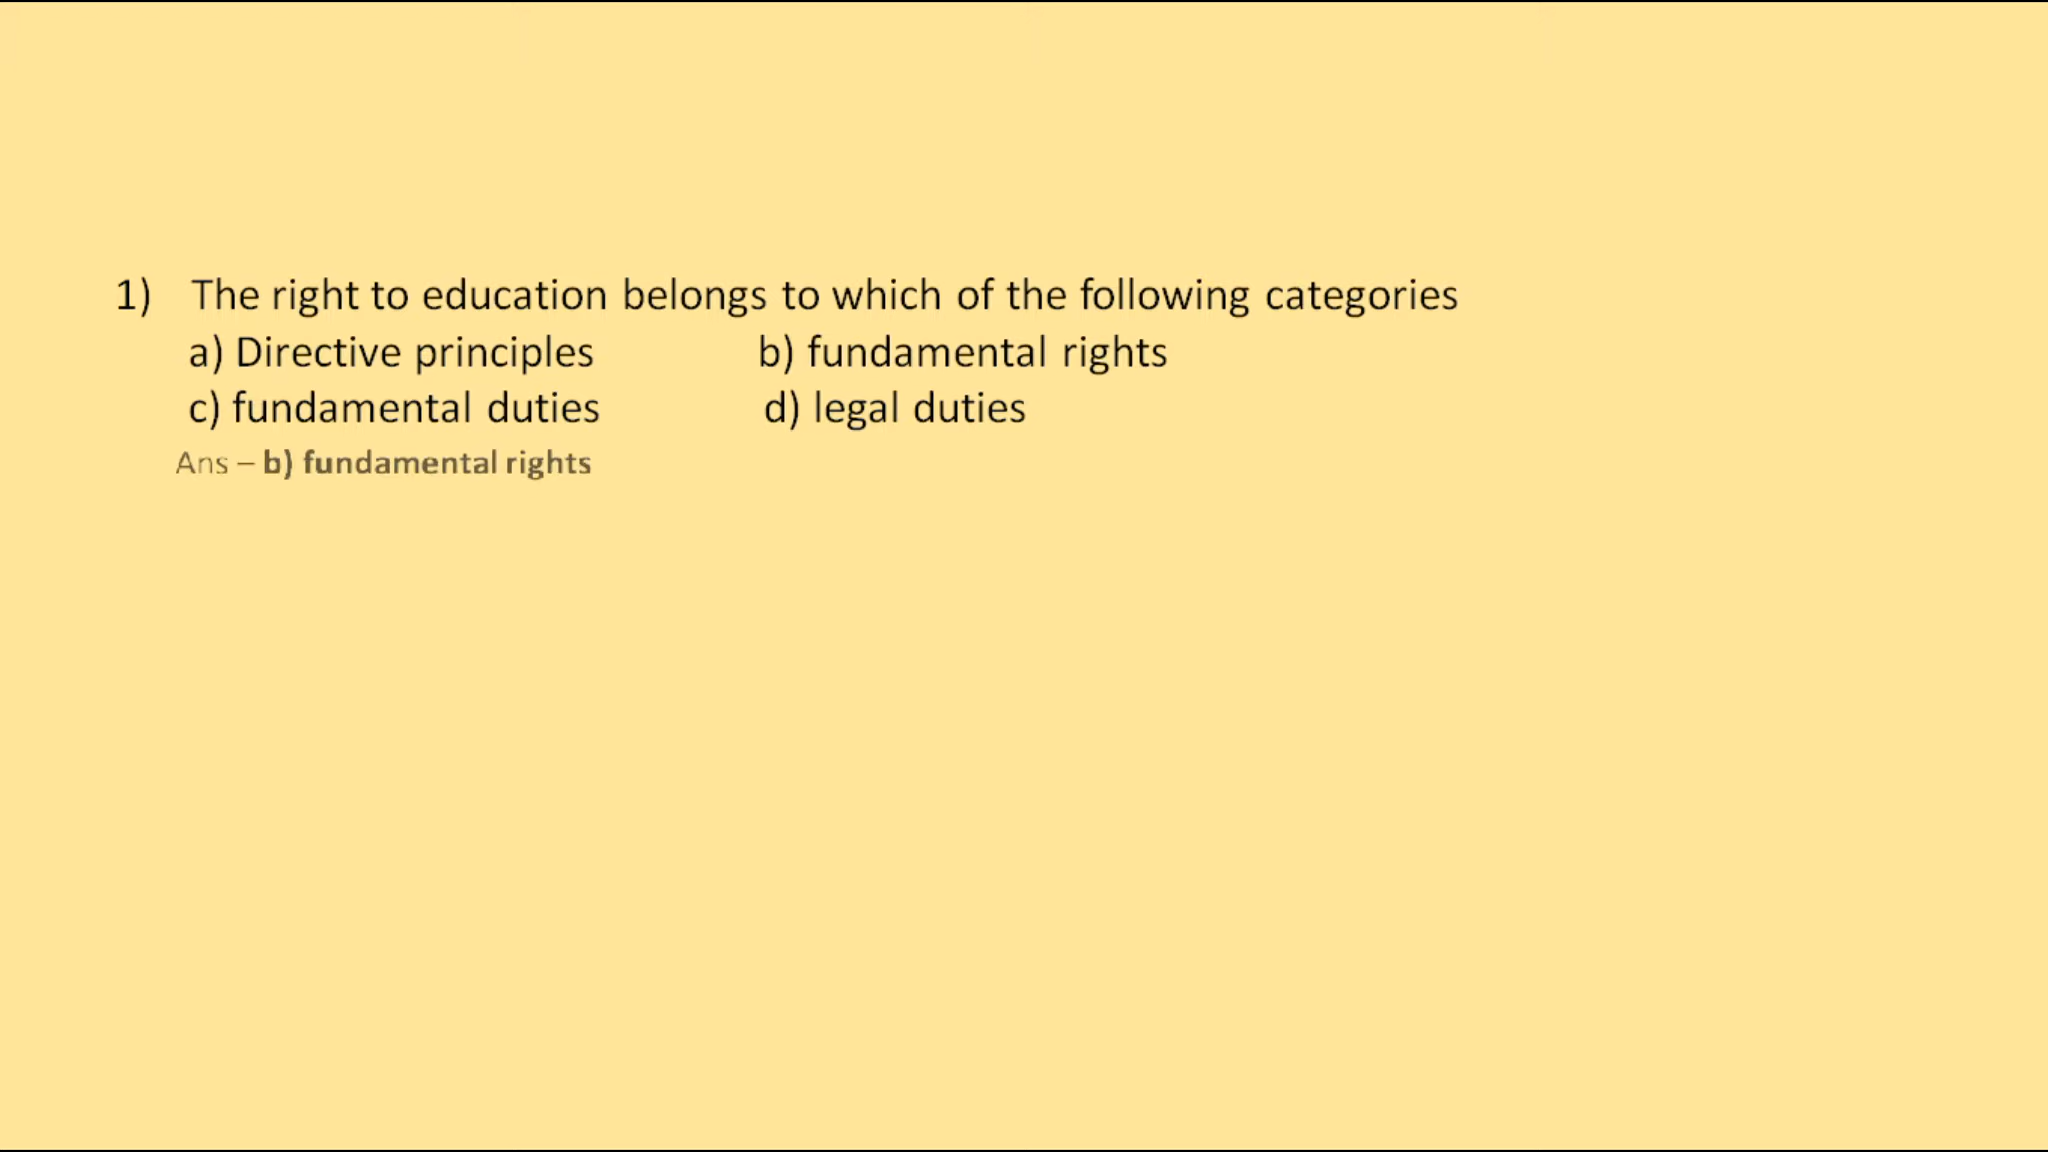 1) The right to education belongs to which of the following categories
a) Directive principles b) fundamental rights
c) fundamental duties d) legal duties
Ans – b) fundamental rights